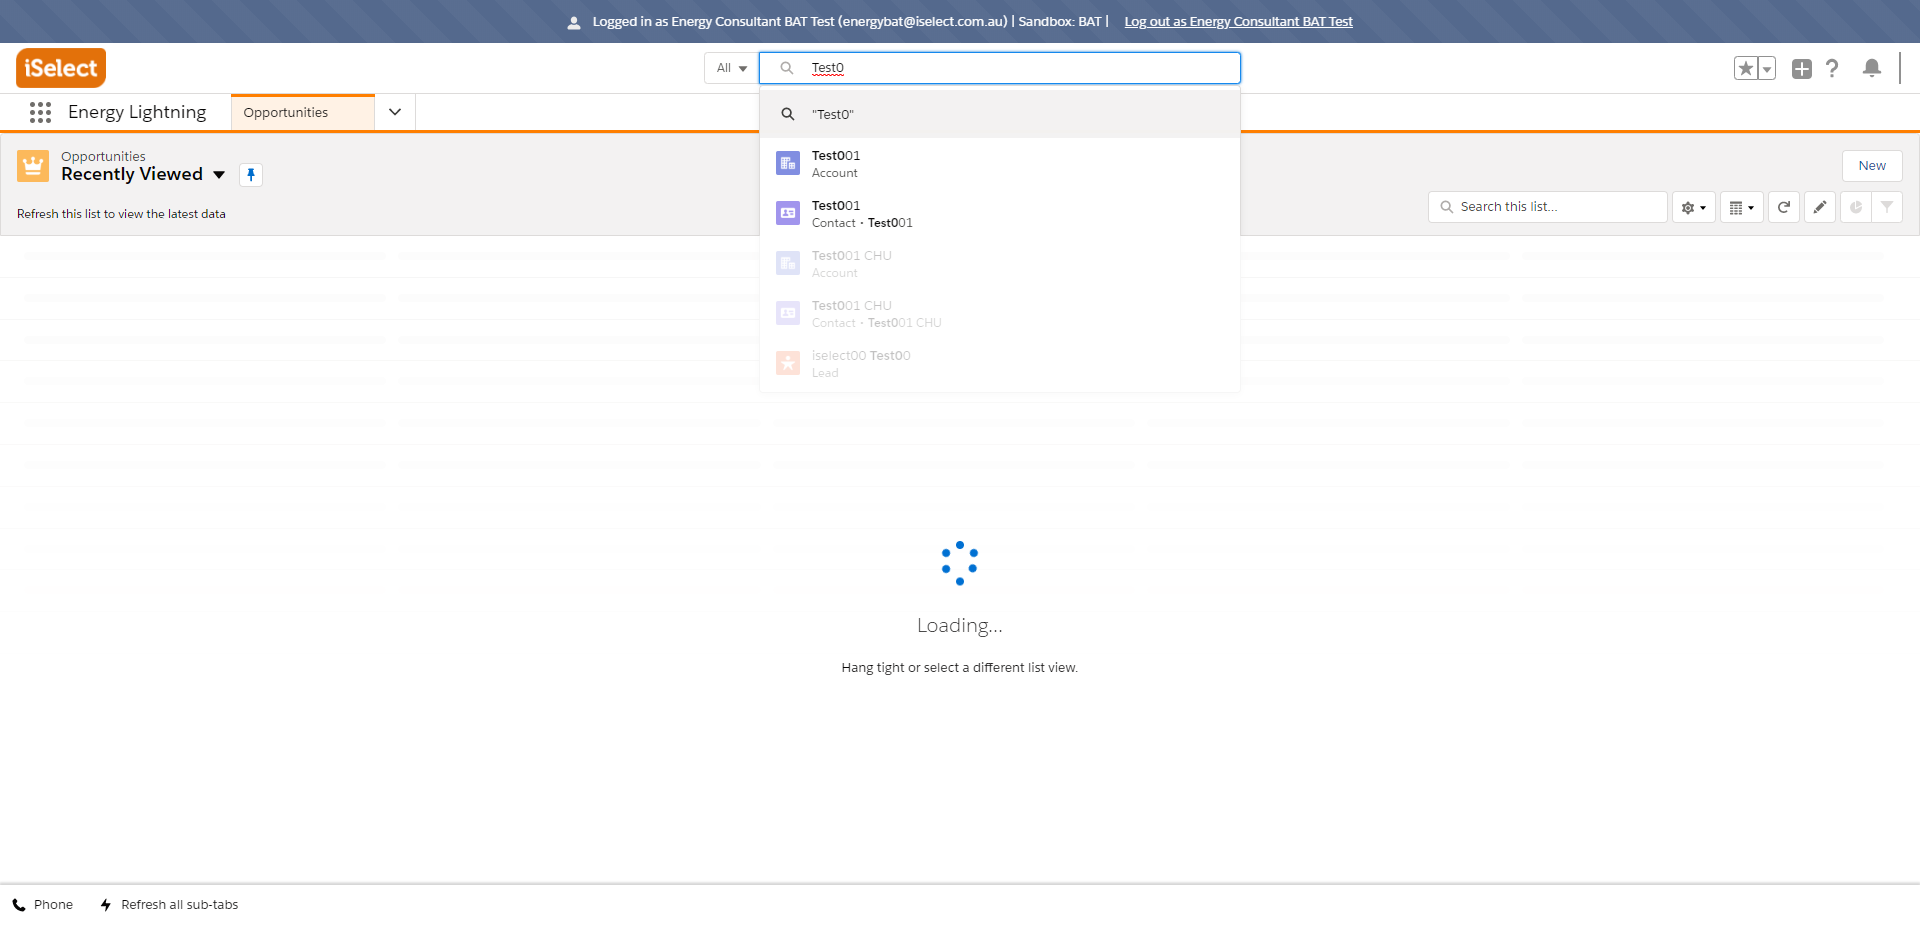 Logged in as Energy Consultant BAT Test (energybat@iselect.com.au) | Sandbox: BAT | Log out as Energy Consultant BAT Test
iSelect
All
Test0
Energy Lightning
Opportunities
"Test0"
Test001
Account
Test001
Contact • Test001
Test001 CHU
Account
Test001 CHU
Contact • Test001 CHU
iselect00 Test00
Lead
Opportunities
Recently Viewed
New
Refresh this list to view the latest data
Search this list...
Loading...
Hang tight or select a different list view.
Phone
Refresh all sub-tabs